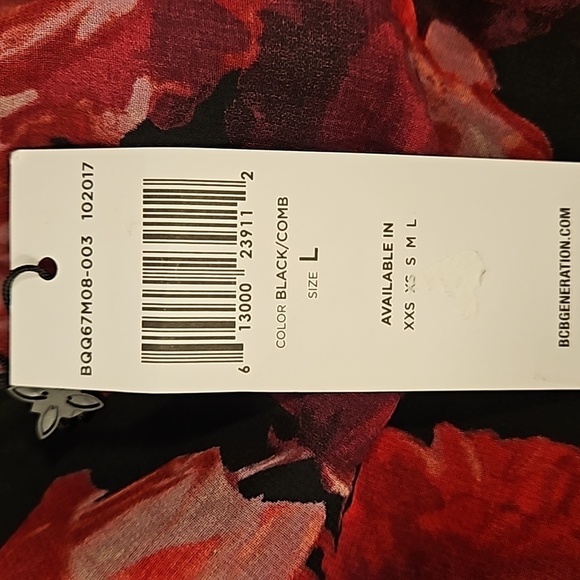 BQQ67M08-003 102017
6 13000 23911 2
COLOR BLACK/COMB
SIZE L
AVAILABLE IN
XXS XS S M L
BCBGENERATION.COM